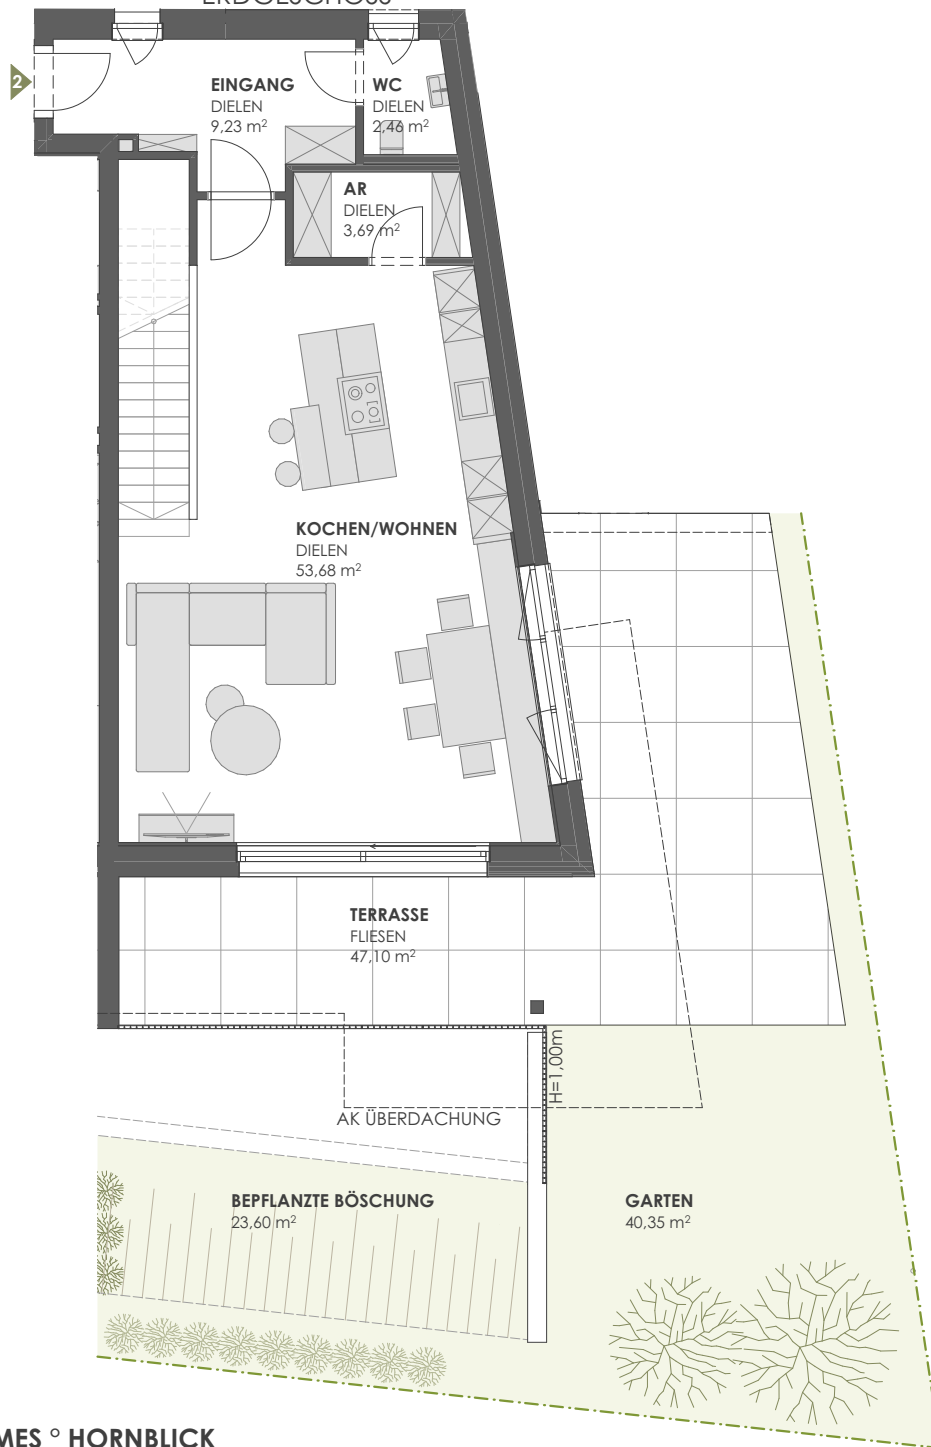 ERDGESCHOSS
2
EINGANG
DIELEN
9,23 m²
WC
DIELEN
2,46 m²
AR
DIELEN
3,69 m²
KOCHEN/WOHNEN
DIELEN
53,68 m²
TERRASSE
FLIESEN
47,10 m²
H=1,00m
AK ÜBERDACHUNG
BEPFLANZTE BÖSCHUNG
23,60 m²
GARTEN
40,35 m²
MES ° HORNBLICK